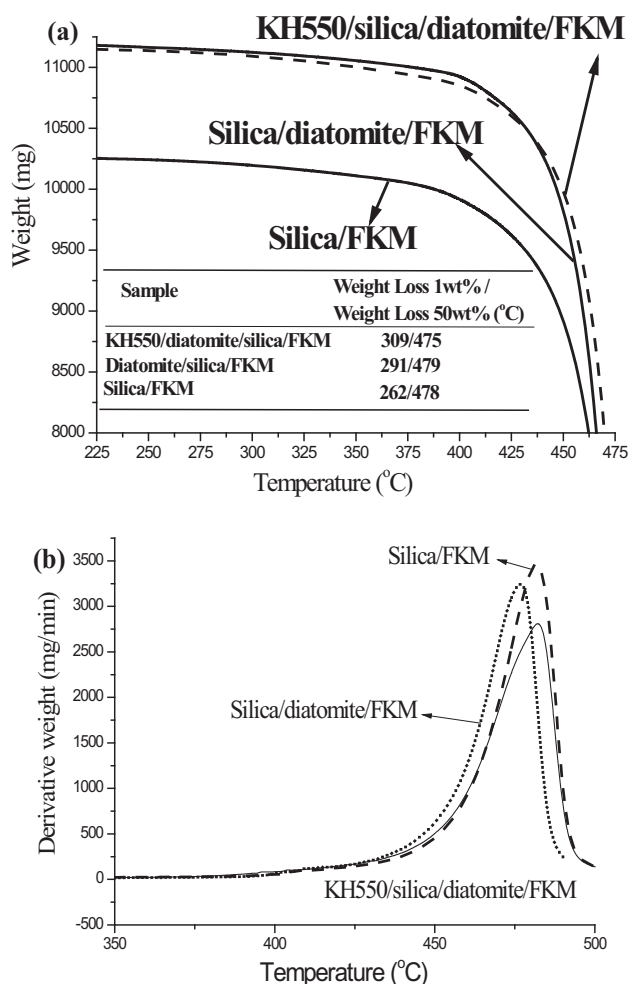 (a)
KH550/silica/diatomite/FKM
Silica/diatomite/FKM
Silica/FKM
Weight (mg)
11000
10500
10000
9500
9000
8500
8000
Sample
Weight Loss 1wt% /
Weight Loss 50wt% (°C)
KH550/diatomite/silica/FKM 309/475
Diatomite/silica/FKM 291/479
Silica/FKM 262/478
225 250 275 300 325 350 375 400 425 450 475
Temperature (°C)
(b)
Silica/FKM
Silica/diatomite/FKM
KH550/silica/diatomite/FKM
Derivative weight (mg/min)
3500
3000
2500
2000
1500
1000
500
0
-500
350 400 450 500
Temperature (°C)